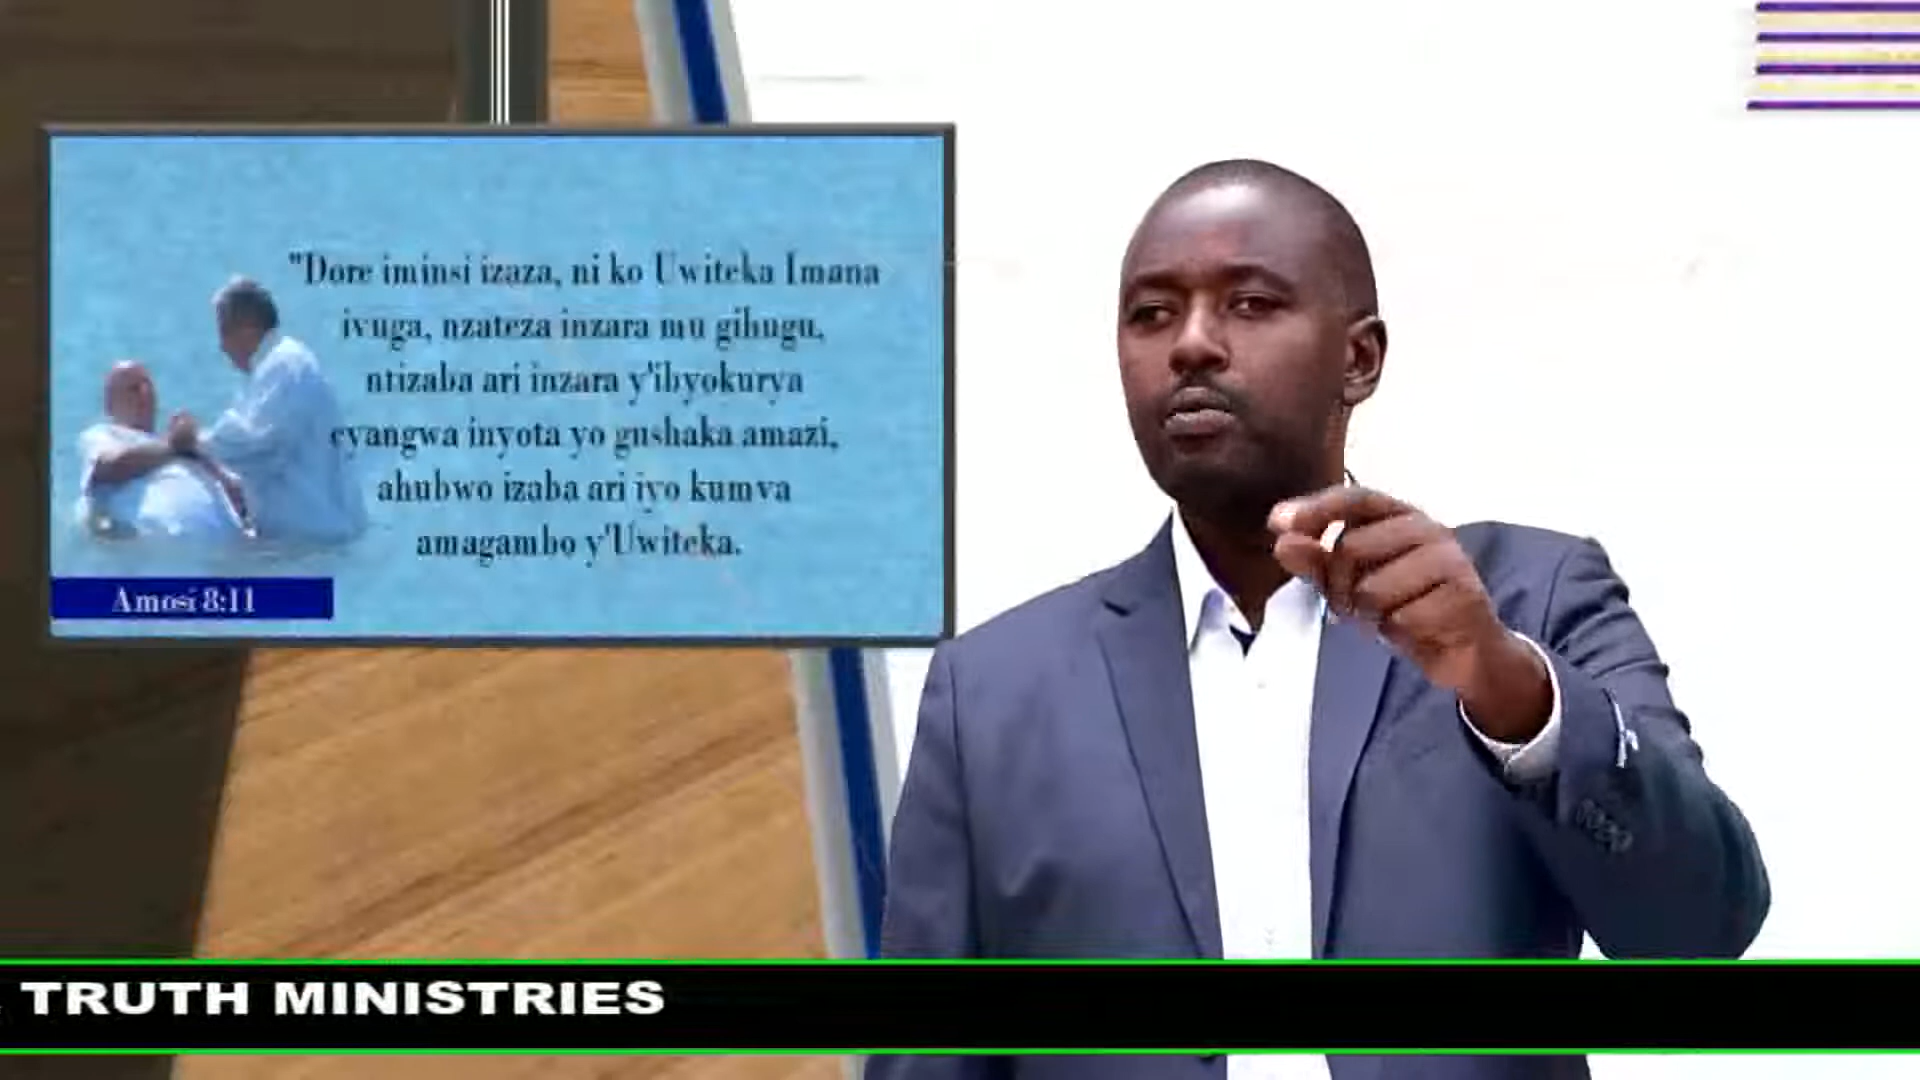 "Dore iminsi izaza, ni ko Uwiteka Imana
ivuga, nzateza inzara mu gihugu,
ntizaba ari inzara y'ibyokurya
cyangwa inyota yo gushaka amazi,
ahubwo izaba ari iyo kumva
amagambo y'Uwiteka.
Amosi 8:11
TRUTH MINISTRIES